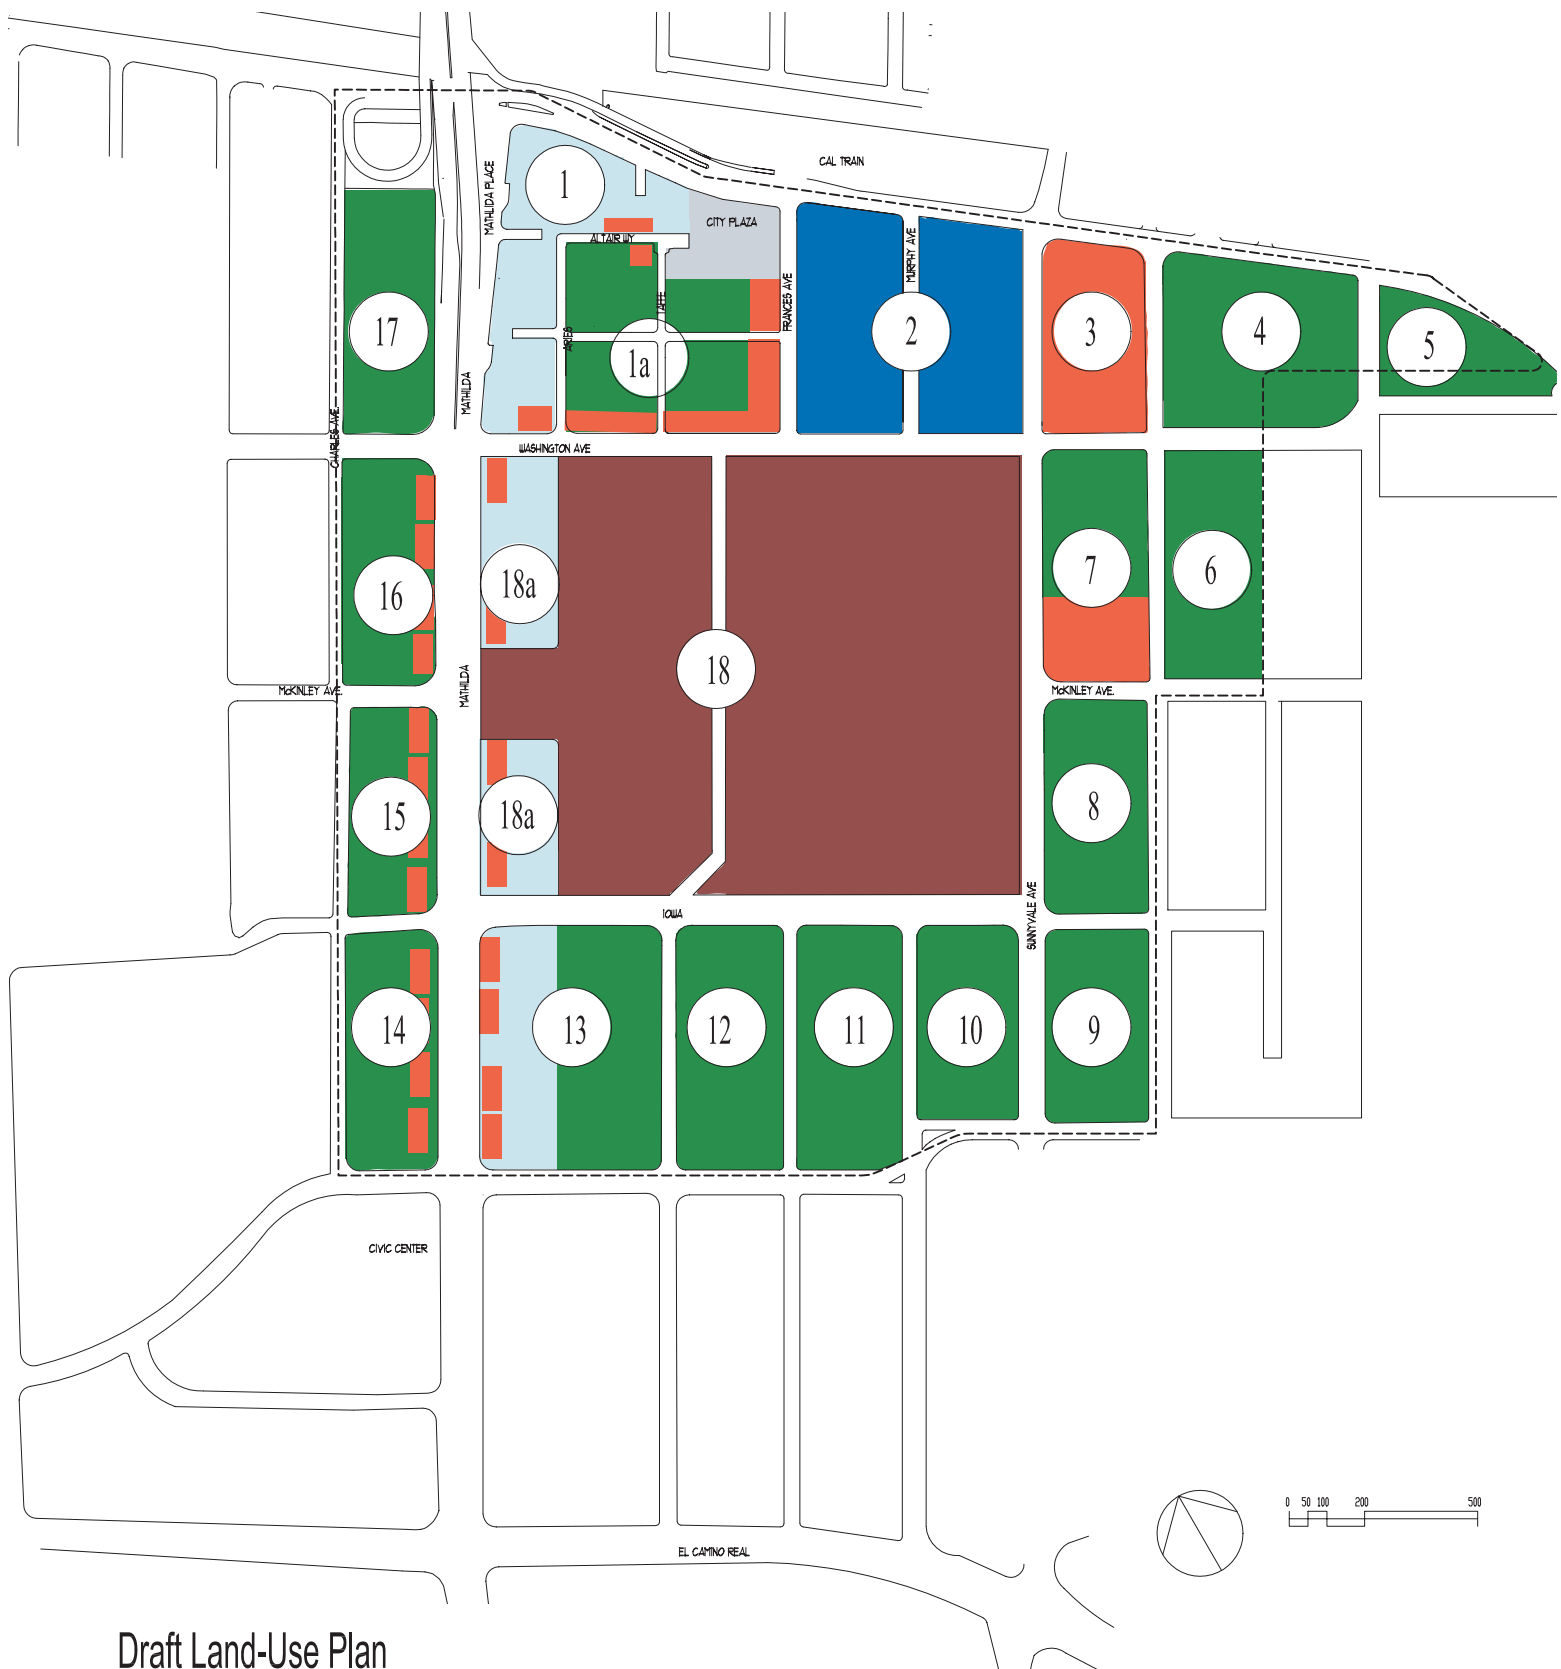 CAL TRAIN
MATHLIDA PLACE
1
CITY PLAZA
ALTAIR WY
MURPHY AVE
FRANCES AVE
TAFFE
ARIES
17
1a
2
3
4
5
MATHILDA
CHARLES AVE.
WASHINGTON AVE
16
18a
7
6
18
MATHILDA
McKINLEY AVE.
McKINLEY AVE.
15
18a
8
IOWA
SUNNYVALE AVE
14
13
12
11
10
9
CIVIC CENTER
0 50 100 200 500
EL CAMINO REAL
Draft Land-Use Plan